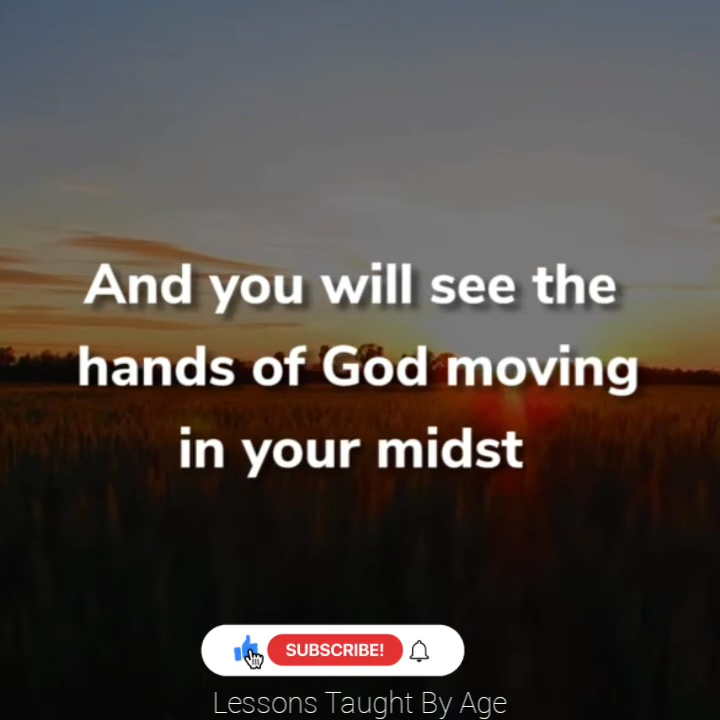 And you will see the
hands of God moving
in your midst
SUBSCRIBE!
Lessons Taught By Age